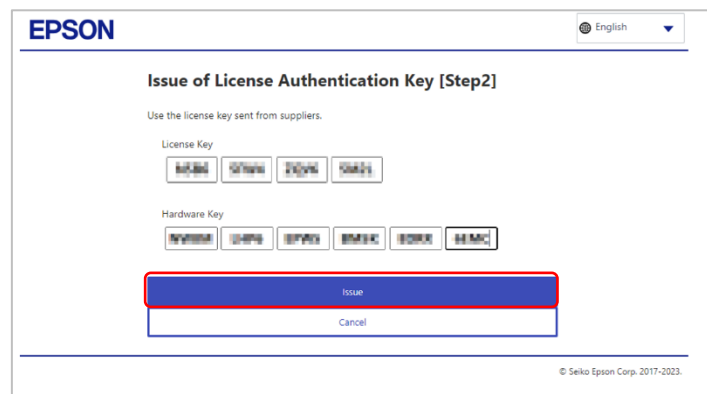 EPSON
English
Issue of License Authentication Key [Step2]
Use the license key sent from suppliers.
License Key
Hardware Key
Issue
Cancel
© Seiko Epson Corp. 2017-2023.